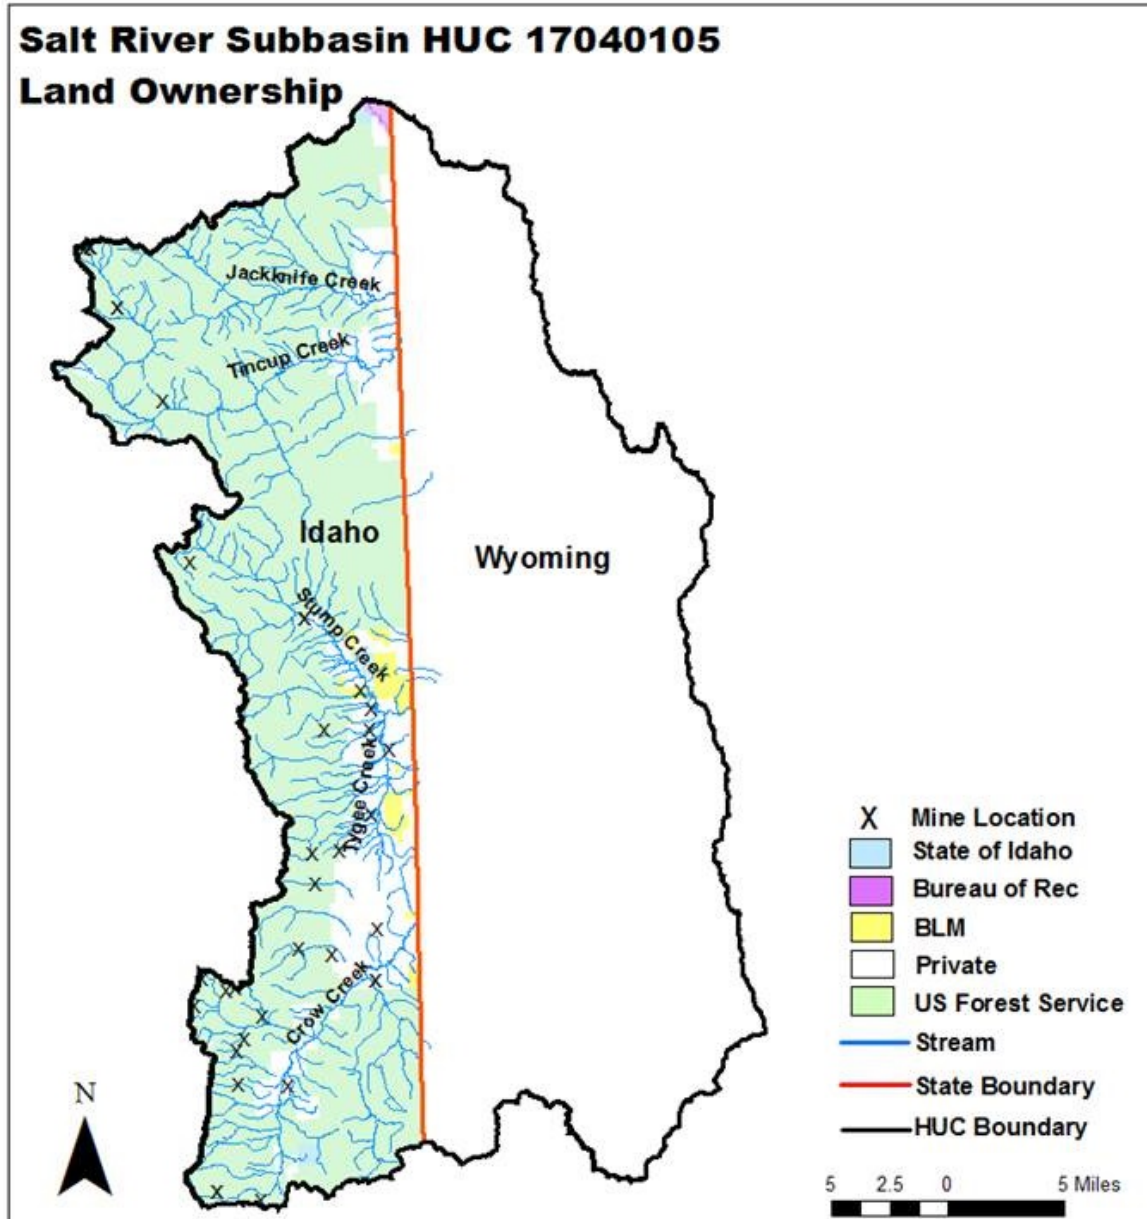 Salt River Subbasin HUC 17040105
Land Ownership
Jackknife Creek
Tincup Creek
Idaho
Wyoming
Stump Creek
Tygee Creek
Crow Creek
X Mine Location
State of Idaho
Bureau of Rec
BLM
Private
US Forest Service
Stream
State Boundary
HUC Boundary
N
5 2.5 0 5 Miles